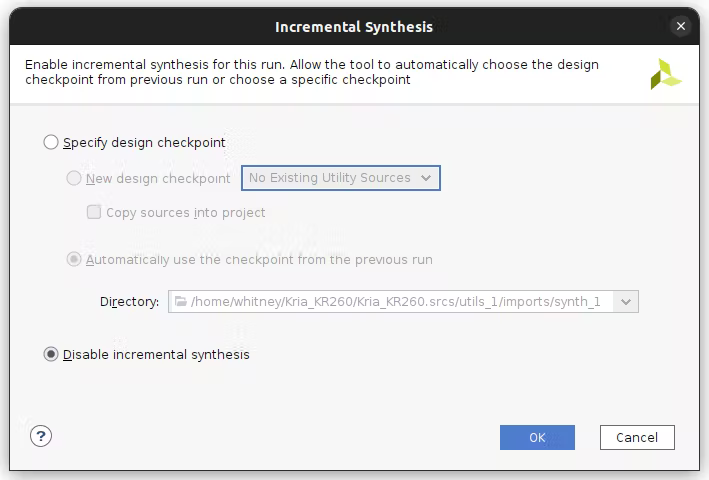 Incremental Synthesis
Enable incremental synthesis for this run. Allow the tool to automatically choose the design
checkpoint from previous run or choose a specific checkpoint
Specify design checkpoint
New design checkpoint No Existing Utility Sources
Copy sources into project
Automatically use the checkpoint from the previous run
Directory: /home/whitney/Kria_KR260/Kria_KR260.srcs/utils_1/imports/synth_1
Disable incremental synthesis
? OK Cancel